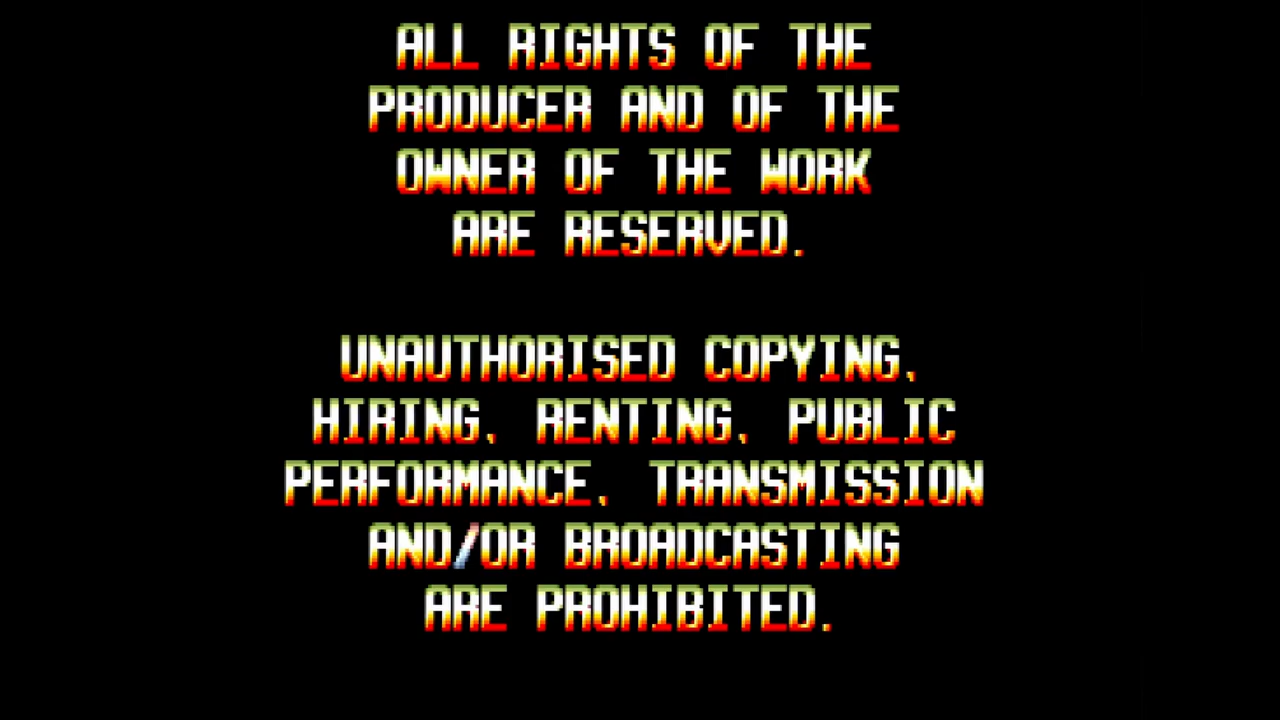 ALL RIGHTS OF THE
PRODUCER AND OF THE
OWNER OF THE WORK
ARE RESERVED.
UNAUTHORISED COPYING,
HIRING, RENTING, PUBLIC
PERFORMANCE, TRANSMISSION
AND/OR BROADCASTING
ARE PROHIBITED.